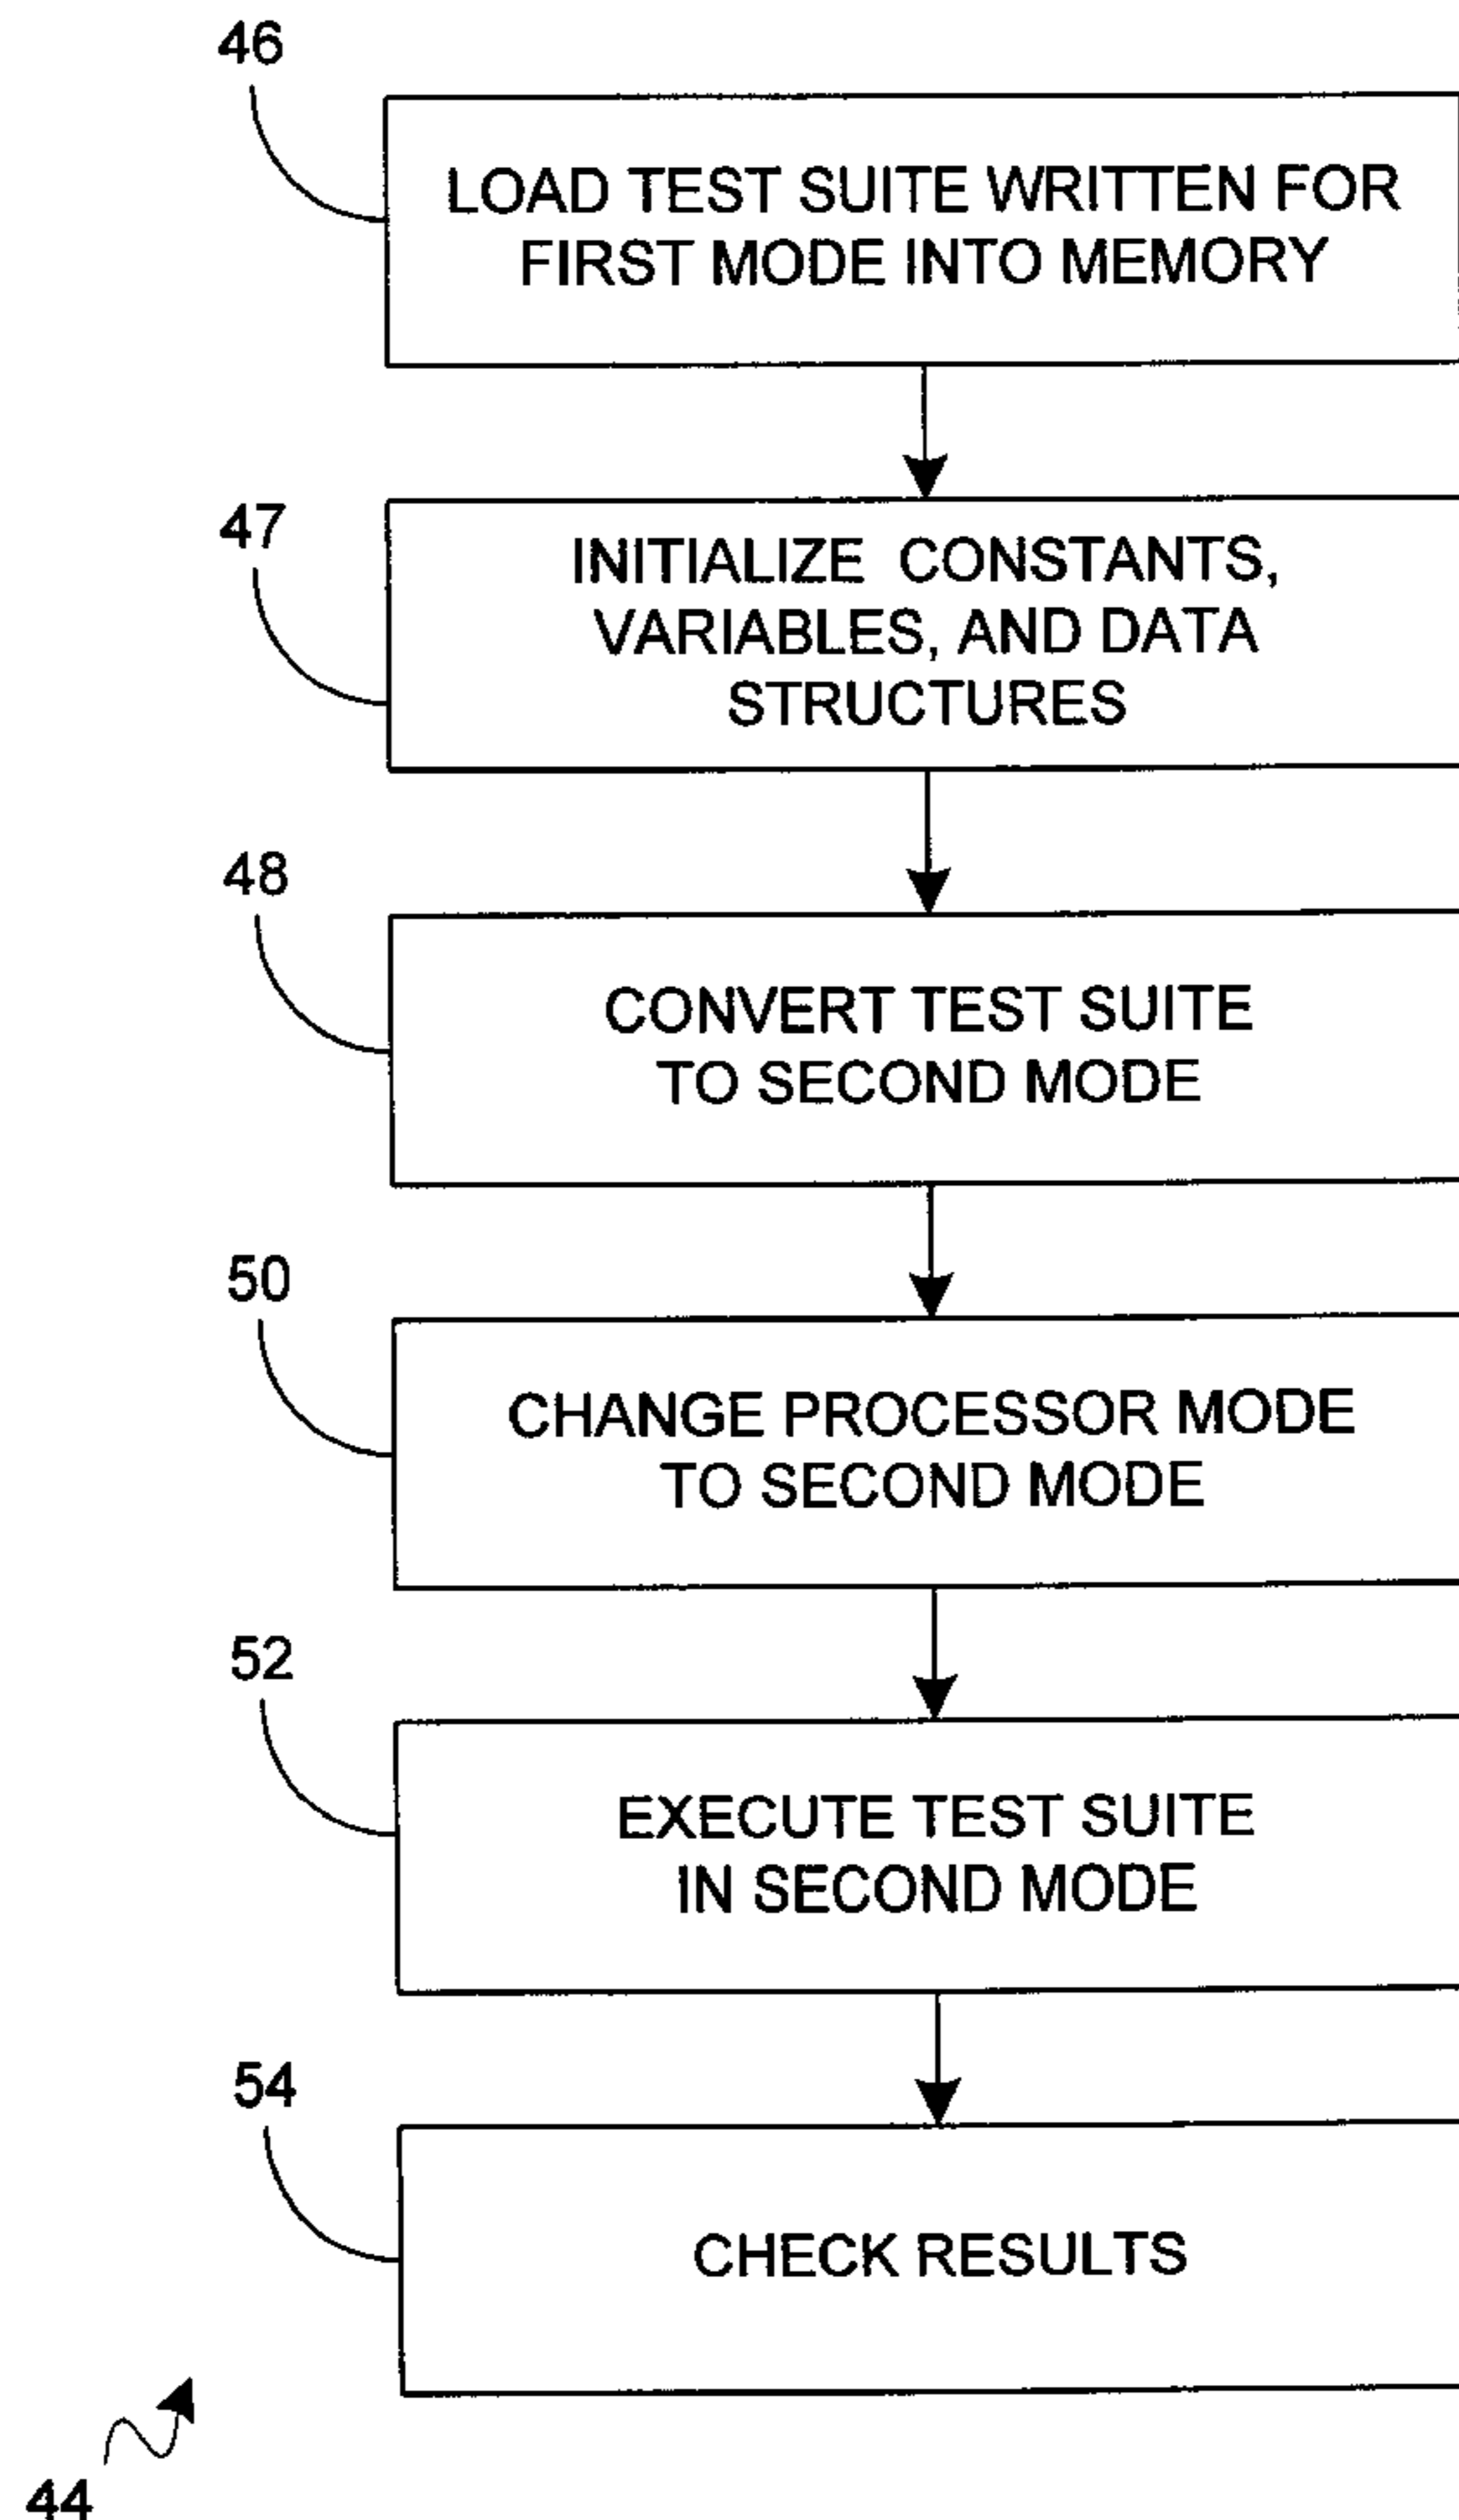 46
LOAD TEST SUITE WRITTEN FOR
FIRST MODE INTO MEMORY
47
INITIALIZE CONSTANTS,
VARIABLES, AND DATA
STRUCTURES
48
CONVERT TEST SUITE
TO SECOND MODE
50
CHANGE PROCESSOR MODE
TO SECOND MODE
52
EXECUTE TEST SUITE
IN SECOND MODE
54
CHECK RESULTS
44